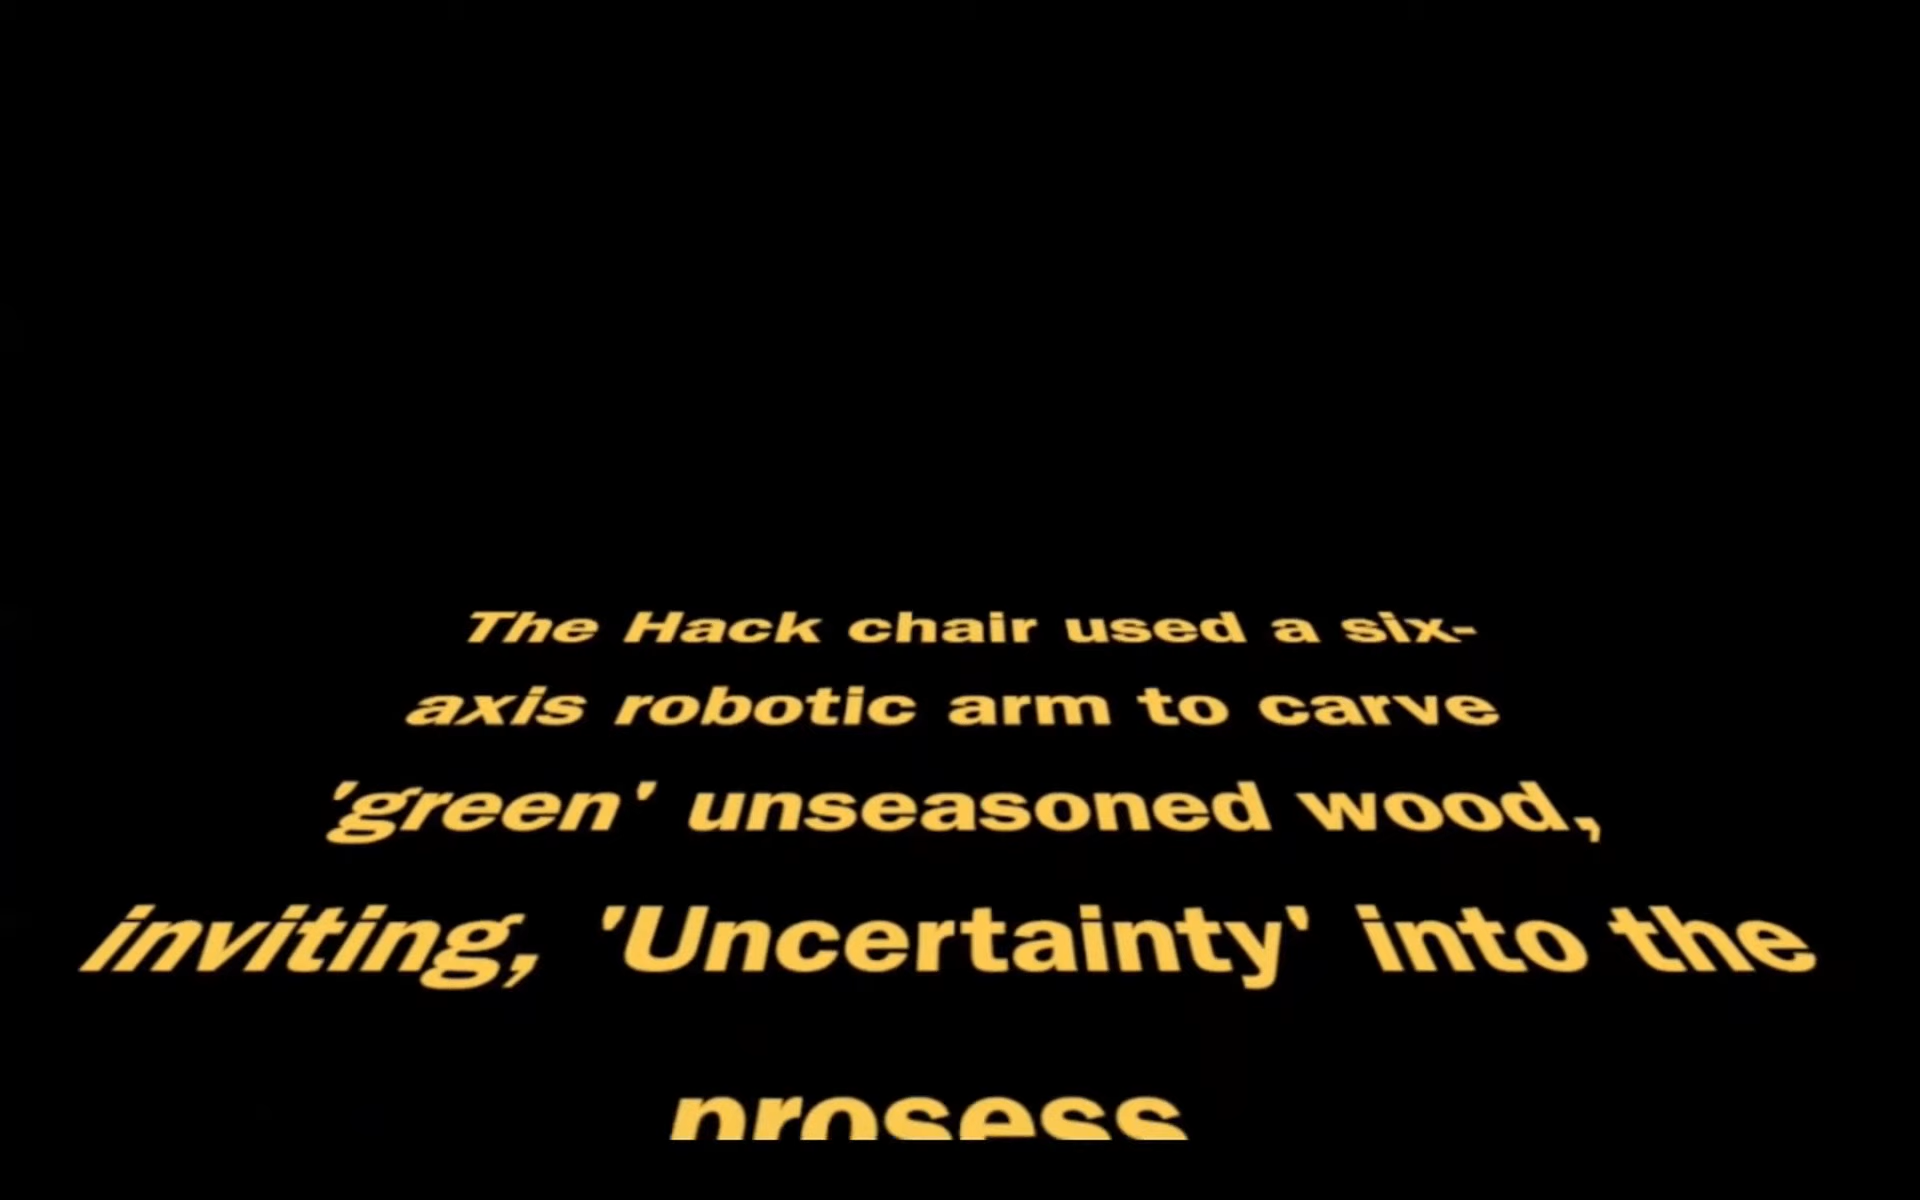 The Hack chair used a six-
axis robotic arm to carve
'green' unseasoned wood,
inviting, 'Uncertainty' into the
prosess